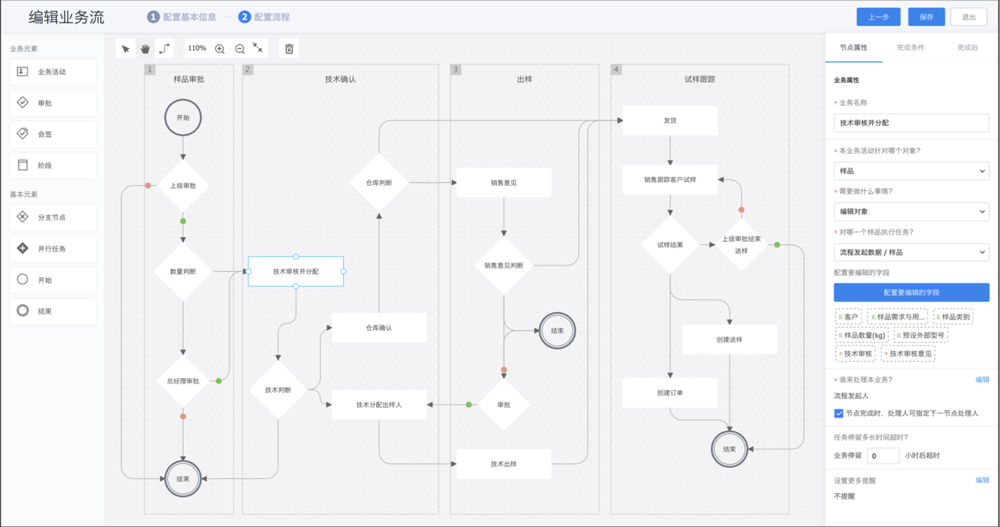 编辑业务流
1 配置基本信息 ·· 2 配置流程
上一步 保存 退出
业务元素
业务活动
审批
会签
阶段
基本元素
分支节点
并行任务
开始
结束
110%
1 样品审批
开始
上级审批
数量判断
总经理审批
结束
2 技术确认
仓库判断
技术审核并分配
仓库确认
技术判断
技术分配出样人
3 出样
销售意见
销售意见判断
结束
审批
技术出样
4 试样跟踪
发货
销售跟踪客户试样
试样结果
上级审批结束
送样
创建送样
创建订单
结束
节点属性 完成条件 完成后
业务属性
* 业务名称
技术审核并分配
* 本业务活动针对哪个对象?
样品
* 需要做什么事情?
编辑对象
* 对哪一个样品执行任务?
流程发起数据 / 样品
配置要编辑的字段
配置要编辑的字段
R 客户 R 样品需求与用... R 样品类别
R 样品数量(kg) R 预设外部型号
* 技术审核 * 技术审核意见
* 谁来处理本业务? 编辑
流程发起人
节点完成时，处理人可指定下一节点处理人
任务停留多长时间超时?
业务停留 0 小时后超时
设置更多提醒 编辑
不提醒